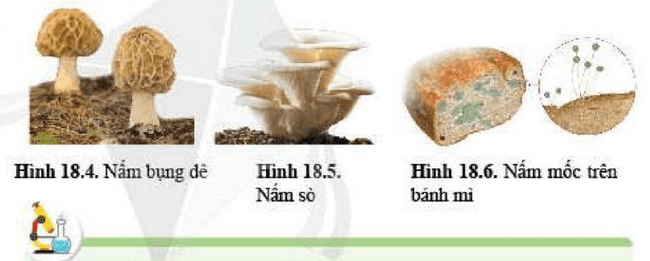 Hình 18.4. Nấm bụng dê
Hình 18.5.
Nấm sò
Hình 18.6. Nấm mốc trên
bánh mì